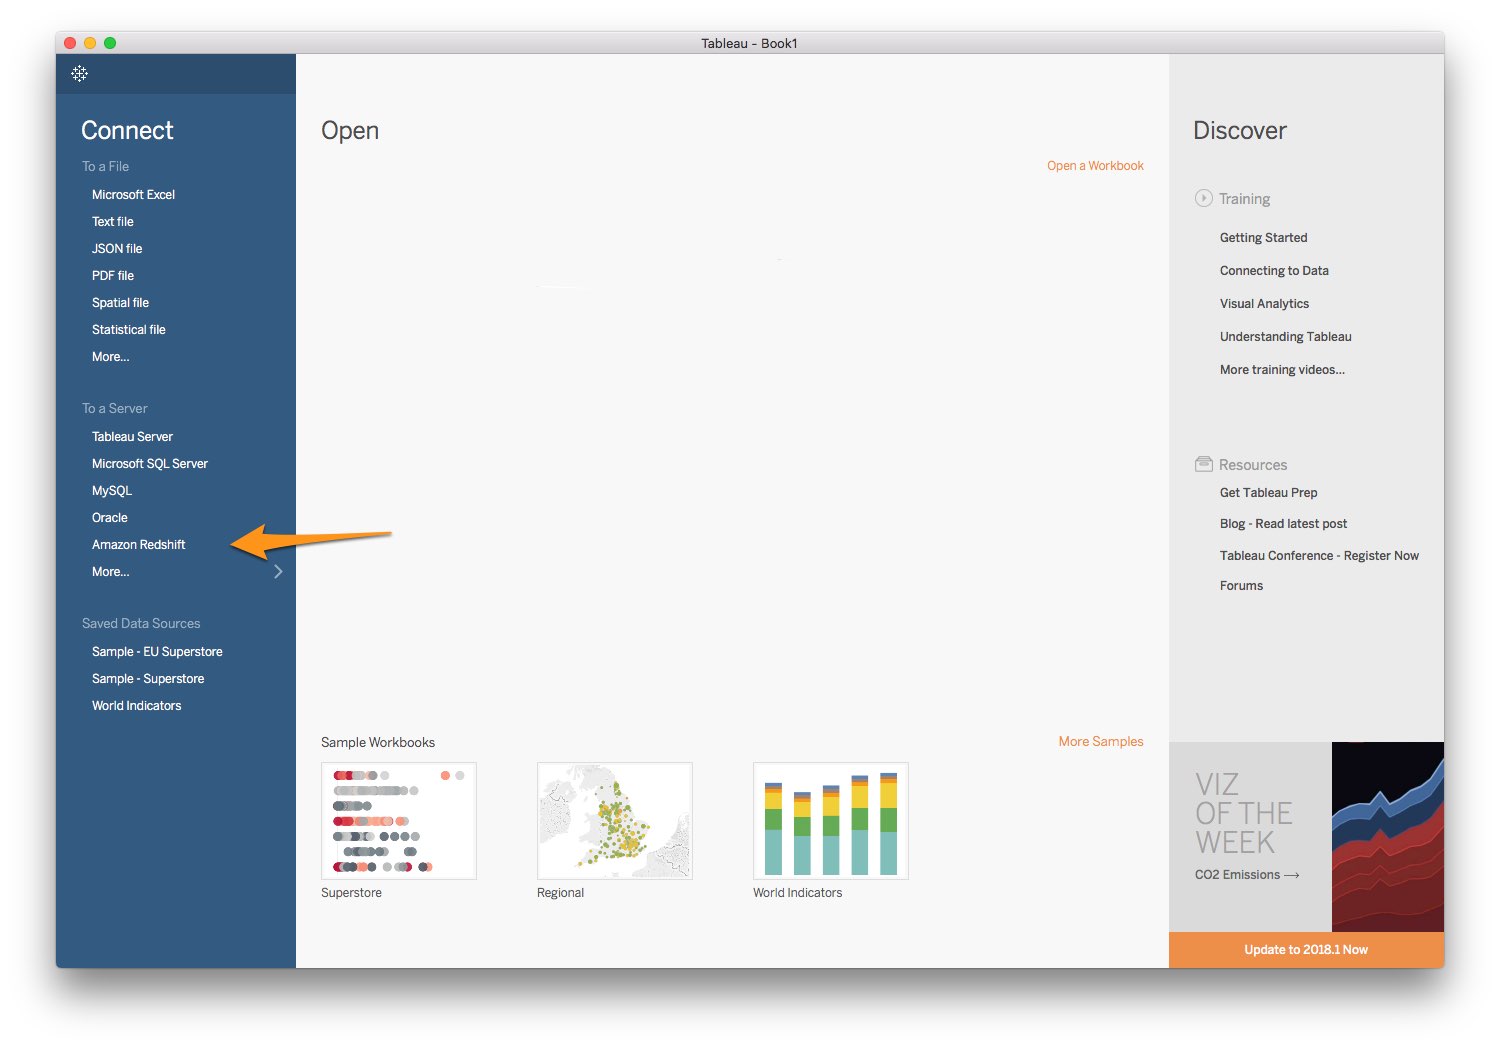 Tableau - Book1
Connect
To a File
Microsoft Excel
Text file
JSON file
PDF file
Spatial file
Statistical file
More...
To a Server
Tableau Server
Microsoft SQL Server
MySQL
Oracle
Amazon Redshift
More...
Saved Data Sources
Sample - EU Superstore
Sample - Superstore
World Indicators
Open
Open a Workbook
Sample Workbooks
More Samples
Superstore
Regional
World Indicators
Discover
Training
Getting Started
Connecting to Data
Visual Analytics
Understanding Tableau
More training videos...
Resources
Get Tableau Prep
Blog - Read latest post
Tableau Conference - Register Now
Forums
VIZ
OF THE
WEEK
CO2 Emissions →
Update to 2018.1 Now